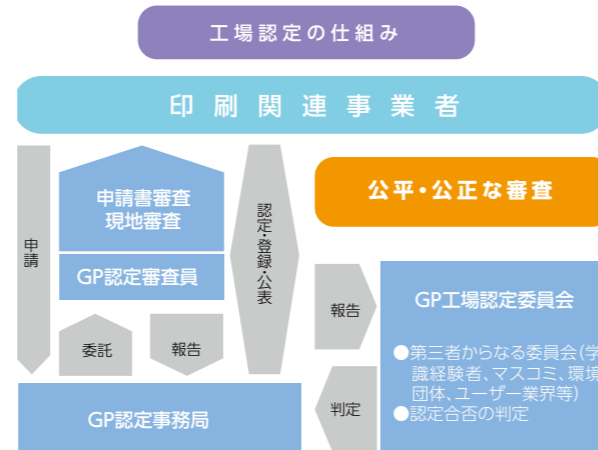 工場認定の仕組み
印刷関連事業者
申請
申請書審査
現地審査
GP認定審査員
委託
報告
認定・登録・公表
公平・公正な審査
報告
判定
GP工場認定委員会
●第三者からなる委員会(学
識経験者、マスコミ、環境
団体、ユーザー業界等)
●認定合否の判定
GP認定事務局